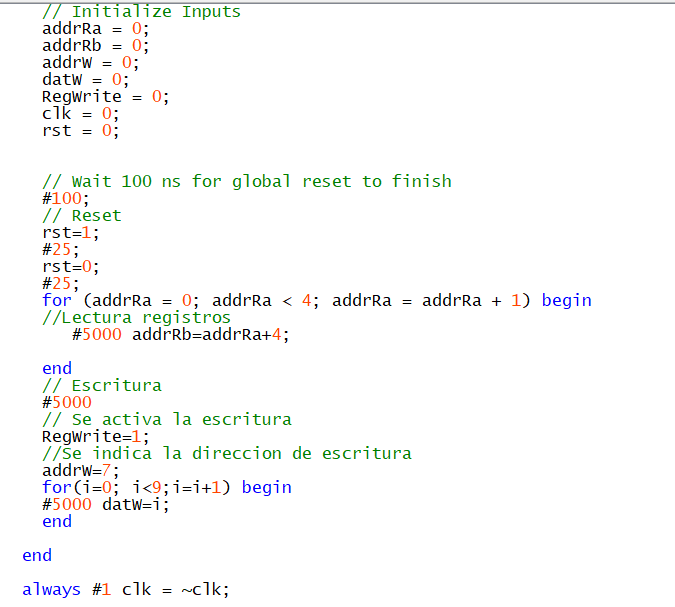 // Initialize Inputs
addrRa = 0;
addrRb = 0;
addrW = 0;
datW = 0;
RegWrite = 0;
clk = 0;
rst = 0;
// Wait 100 ns for global reset to finish
#100;
// Reset
rst=1;
#25;
rst=0;
#25;
for (addrRa = 0; addrRa < 4; addrRa = addrRa + 1) begin
//Lectura registros
#5000 addrRb=addrRa+4;
end
// Escritura
#5000
// Se activa la escritura
RegWrite=1;
//Se indica la direccion de escritura
addrW=7;
for(i=0; i<9;i=i+1) begin
#5000 datW=i;
end
end
always #1 clk = ~clk;